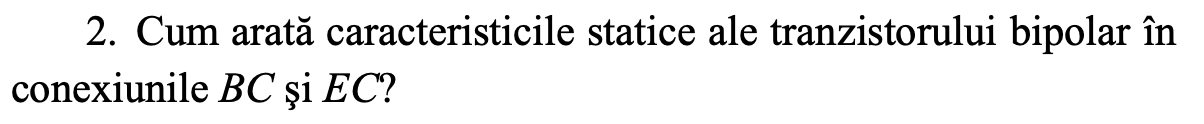 2. Cum arată caracteristicile statice ale tranzistorului bipolar în
conexiunile BC şi EC?